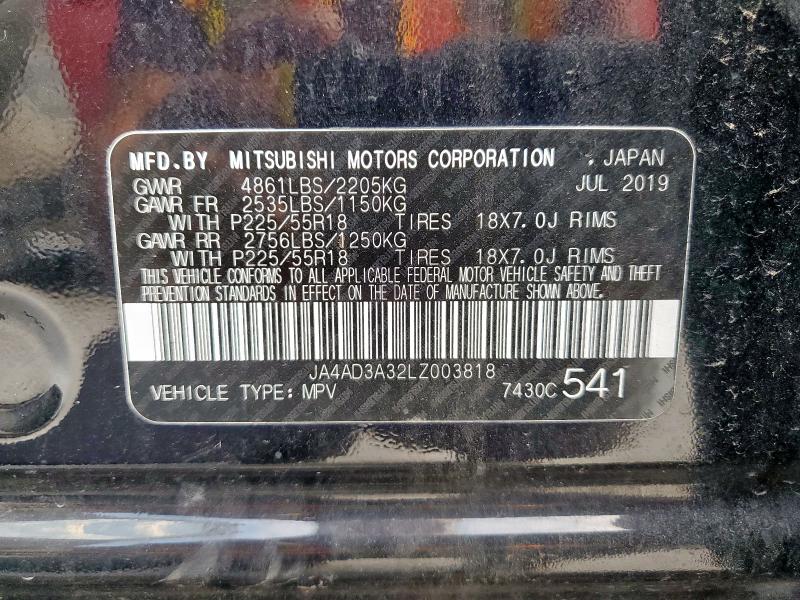 MFD.BY MITSUBISHI MOTORS CORPORATION . JAPAN
GVWR 4861LBS/2205KG JUL 2019
GAWR FR 2535LBS/1150KG
WITH P225/55R18 TIRES 18X7.0J RIMS
GAWR RR 2756LBS/1250KG
WITH P225/55R18 TIRES 18X7.0J RIMS
THIS VEHICLE CONFORMS TO ALL APPLICABLE FEDERAL MOTOR VEHICLE SAFETY AND THEFT
PREVENTION STANDARDS IN EFFECT ON THE DATE OF MANUFACTURE SHOWN ABOVE.
JA4AD3A32LZ003818
VEHICLE TYPE: MPV 7430C 541